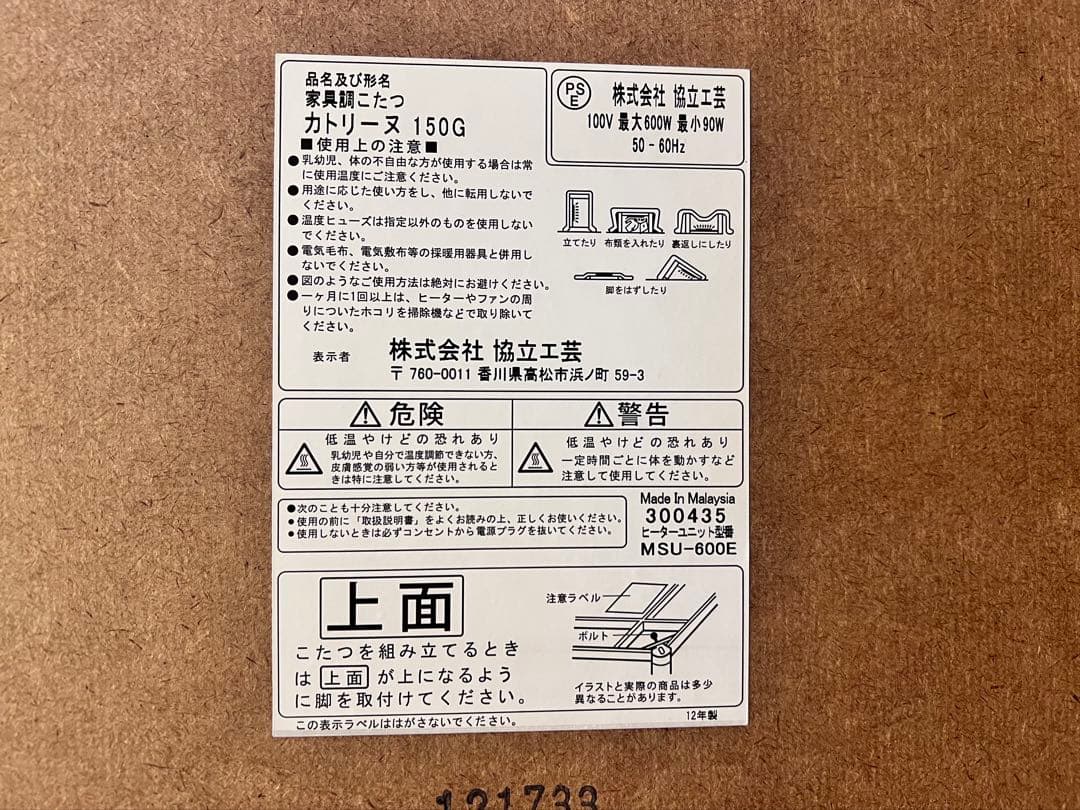 品名及び形名
家具調こたつ
カトリーヌ 150G
■使用上の注意■
●乳幼児、体の不自由な方が使用する場合は常
に使用温度にご注意ください。
●用途に応じた使い方をし、他に転用しないで
ください。
●温度ヒューズは指定以外のものを使用しない
でください。
●電気毛布、電気敷布等の採暖用器具と併用し
ないでください。
●図のようなご使用方法は絶対にお避けください。
●一ヶ月に1回以上は、ヒーターやファンの周
りについたホコリを掃除機などで取り除いて
ください。
表示者 株式会社 協立工芸
〒760-0011 香川県高松市浜ノ町 59-3
PS
E
株式会社 協立工芸
100V 最大600W 最小90W
50 - 60Hz
立てたり 布類を入れたり 裏返しにしたり
脚をはずしたり
危険
低温やけどの恐れあり
乳幼児や自分で温度調節できない方、
皮膚感覚の弱い方等が使用されると
きは特に注意してください。
警告
低温やけどの恐れあり
一定時間ごとに体を動かすなど
注意して使用してください。
●次のことも十分注意してください。
●使用の前に「取扱説明書」をよくお読みの上、正しくお使いください。
●使用しないときは必ずコンセントから電源プラグを抜いてください。
Made In Malaysia
300435
ヒーターユニット型番
MSU-600E
上面
こたつを組み立てるとき
は 上面 が上になるよう
に脚を取付けてください。
注意ラベル
ボルト
イラストと実際の商品は多少
異なることがあります。
この表示ラベルははがさないでください。
12年製
121733